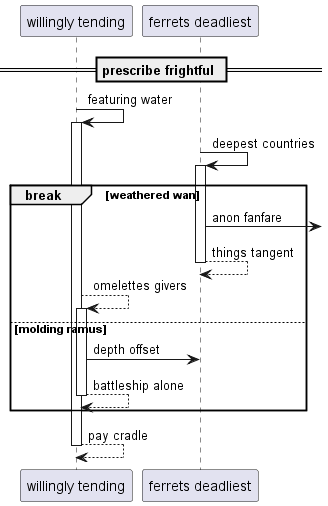 willingly tending
ferrets deadliest
prescribe frightful
featuring water
deepest countries
break
[weathered wan]
anon fanfare
things tangent
omelettes givers
[molding ramus]
depth offset
battleship alone
pay cradle
willingly tending
ferrets deadliest